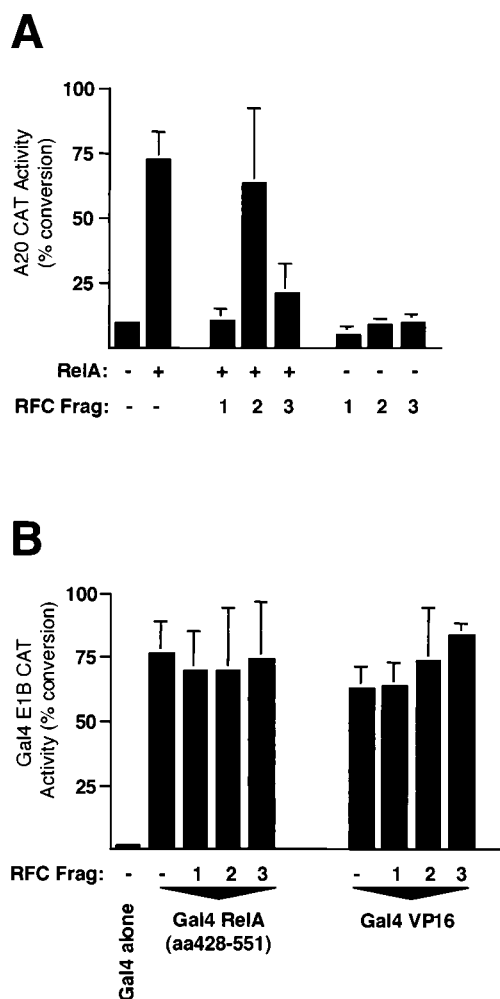 A
A20 CAT Activity
(% conversion)
100
75
50
25
RelA: - + + + + - - -
RFC Frag: - - 1 2 3 1 2 3
B
Gal4 E1B CAT
Activity (% conversion)
100
75
50
25
RFC Frag: - - 1 2 3 - 1 2 3
Gal4 alone
Gal4 RelA
(aa428-551)
Gal4 VP16